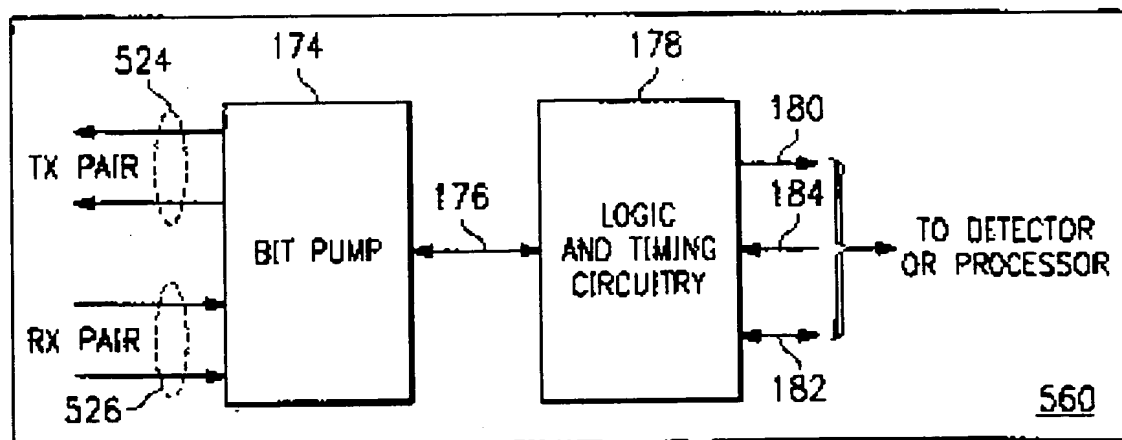 524
174
178
180
TX PAIR
176
184
BIT PUMP
LOGIC
AND TIMING
CIRCUITRY
TO DETECTOR
OR PROCESSOR
RX PAIR
526
182
560